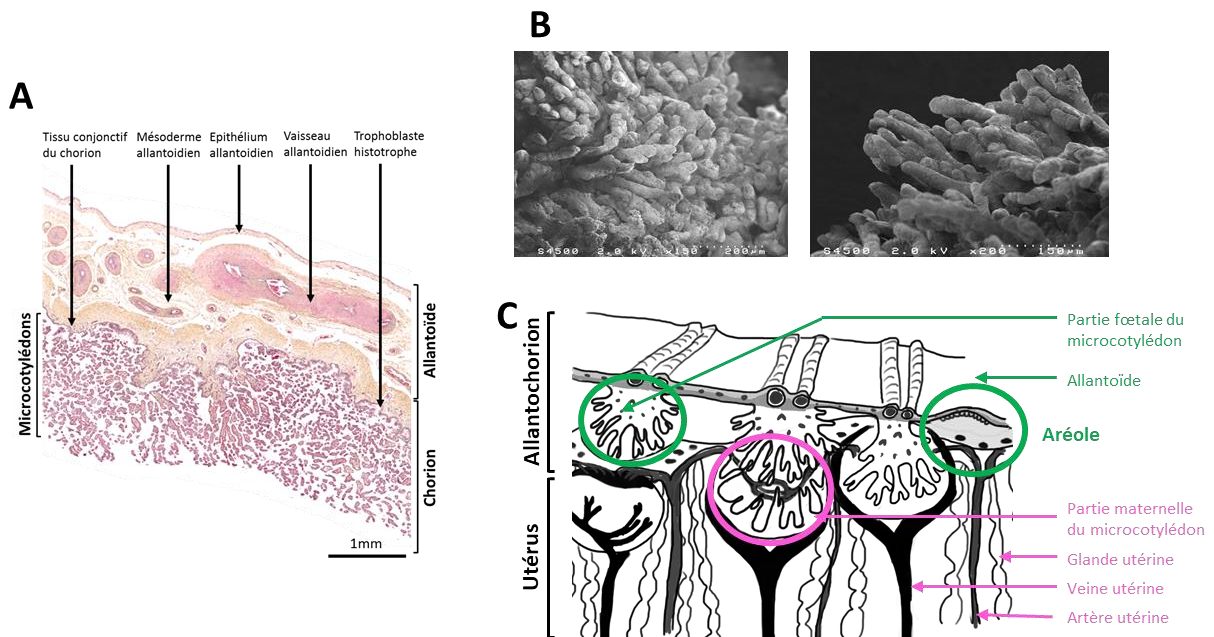 A
Tissu conjonctif
du chorion
Mésoderme
allantoidien
Epithélium
allantoidien
Vaisseau
allantoidien
Trophoblaste
histotrophe
Microcotylédons
Allantoïde
Chorion
1mm
B
S4500 2.0 kV x150 200µm
S4500 2.0 kV x200 150µm
C
Allantochorion
Utérus
Partie fœtale du
microcotylédon
Allantoïde
Aréole
Partie maternelle
du microcotylédon
Glande utérine
Veine utérine
Artère utérine